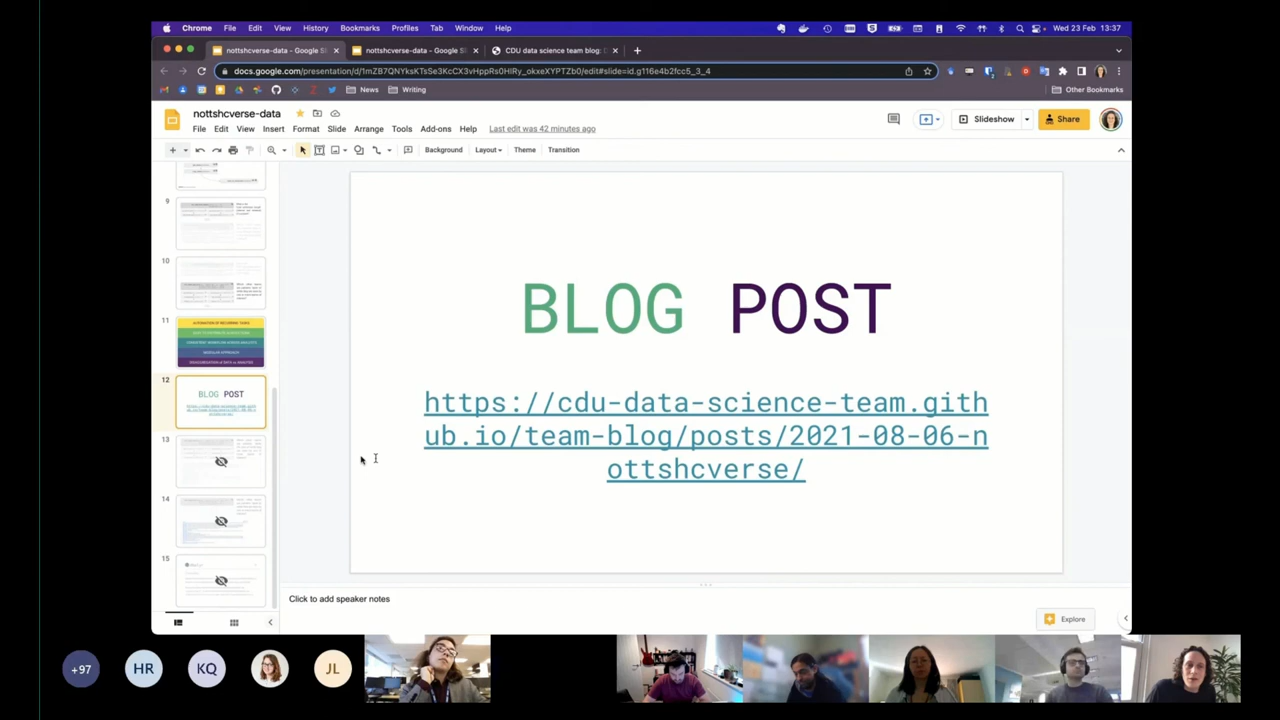 Chrome File Edit View History Bookmarks Profiles Tab Window Help Wed 23 Feb 13:37
nottshcverse-data - Google Sl nottshcverse-data - Google Sl CDU data science team blog:
docs.google.com/presentation/d/1mZB7QNYksKTsSe3KcCX3vHppRs0HIRy_okxeXYPTZb0/edit#slide=id.g116e4b2fcc5_3_4
News Writing Other Bookmarks
nottshcverse-data
File Edit View Insert Format Slide Arrange Tools Add-ons Help Last edit was 42 minutes ago
Slideshow Share
Background Layout Theme Transition
9
10
11
12
BLOG POST
13
14
15
BLOG POST
https://cdu-data-science-team.gith
ub.io/team-blog/posts/2021-08-06-n
ottshcverse/
Click to add speaker notes
Explore
+97 HR KQ JL